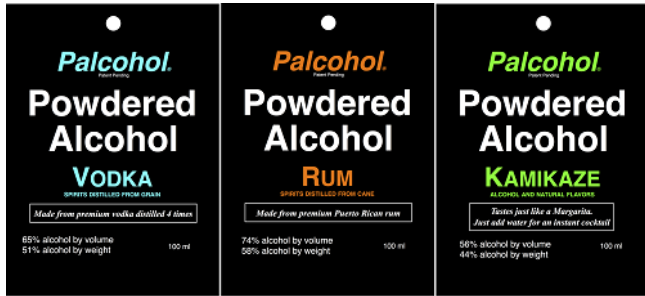 Palcohol®
Patent Pending
Powdered
Alcohol
VODKA
SPIRITS DISTILLED FROM GRAIN
Made from premium vodka distilled 4 times
65% alcohol by volume
51% alcohol by weight
100 ml
Palcohol®
Patent Pending
Powdered
Alcohol
RUM
SPIRITS DISTILLED FROM CANE
Made from premium Puerto Rican rum
74% alcohol by volume
58% alcohol by weight
100 ml
Palcohol®
Patent Pending
Powdered
Alcohol
KAMIKAZE
ALCOHOL AND NATURAL FLAVORS
Tastes just like a Margarita.
Just add water for an instant cocktail
56% alcohol by volume
44% alcohol by weight
100 ml